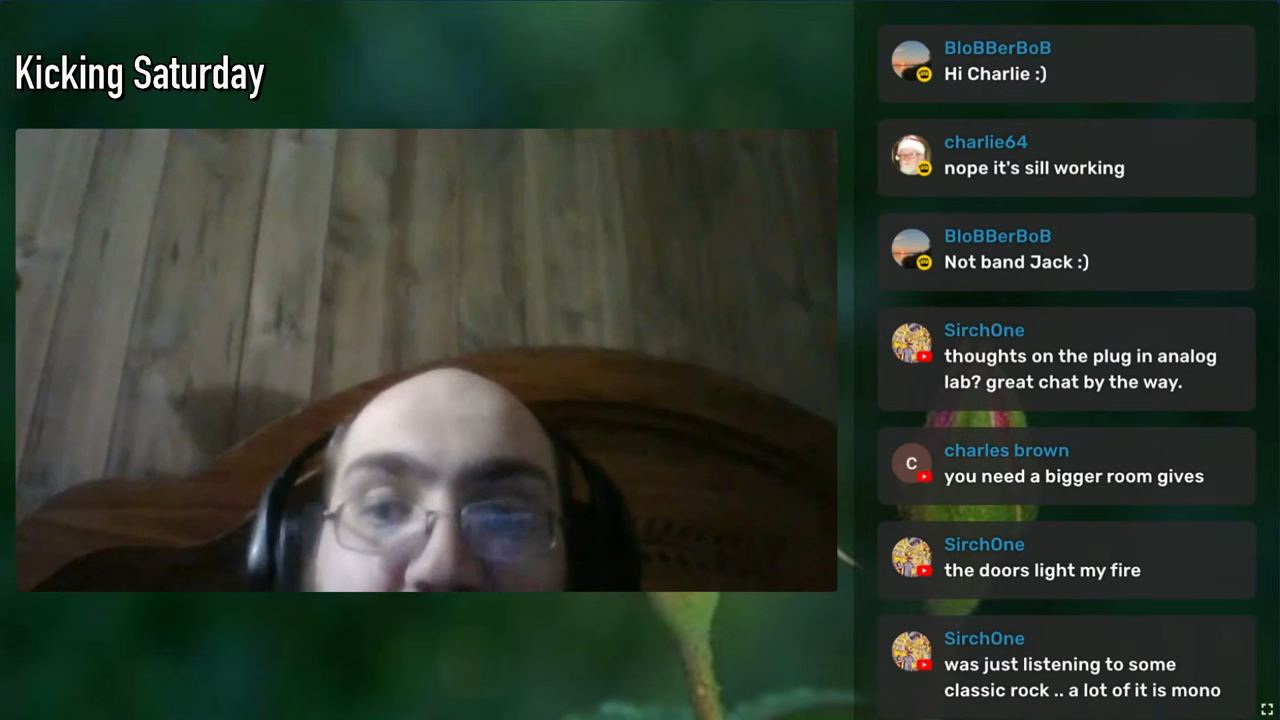 Kicking Saturday
BloBBerBoB
Hi Charlie :)
charlie64
nope it's sill working
BloBBerBoB
Not band Jack :)
SirchOne
thoughts on the plug in analog
lab? great chat by the way.
C
charles brown
you need a bigger room gives
SirchOne
the doors light my fire
SirchOne
was just listening to some
classic rock .. a lot of it is mono